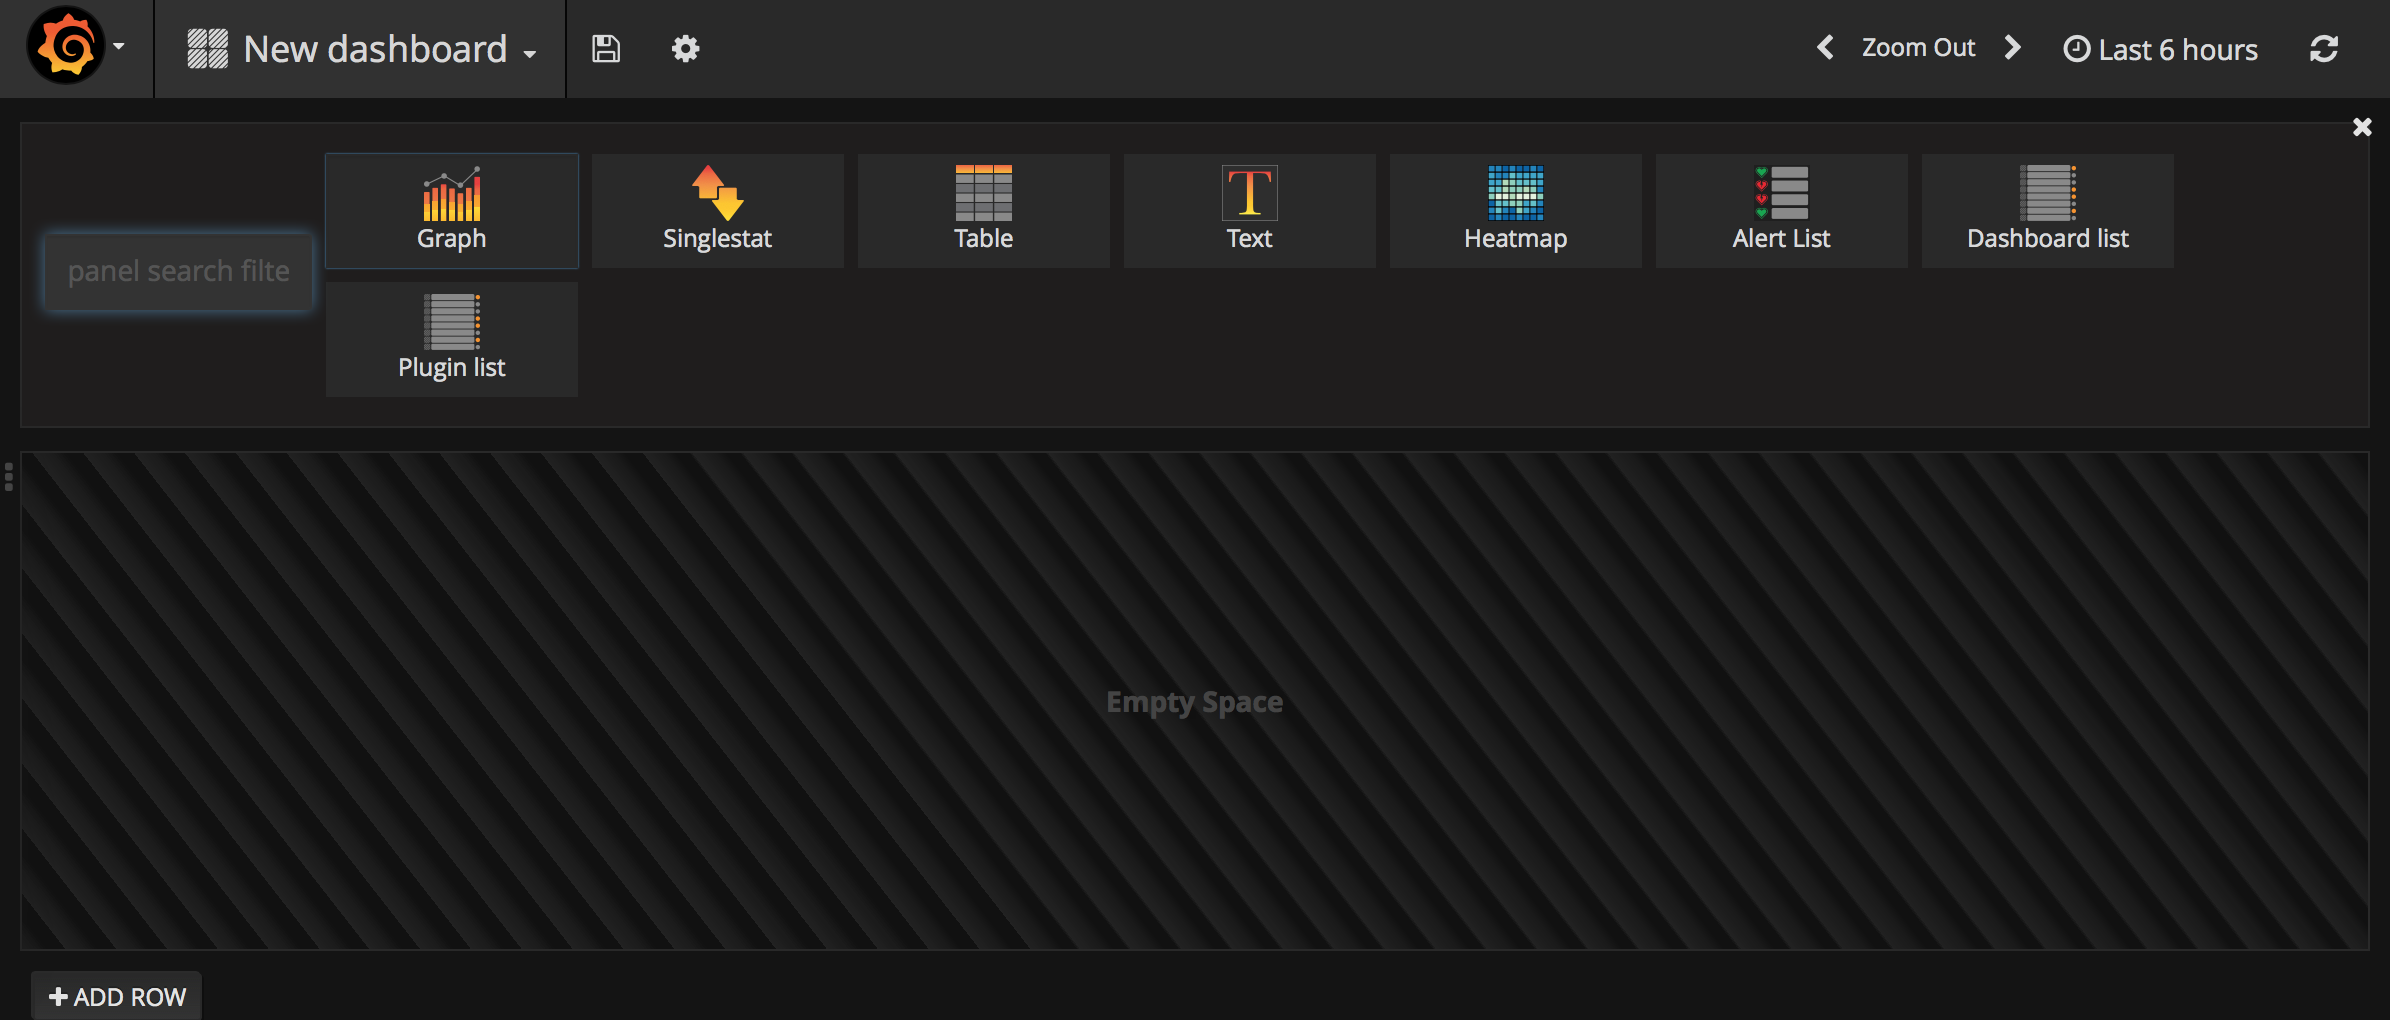 New dashboard
Zoom Out
Last 6 hours
panel search filte
Graph
Singlestat
Table
Text
Heatmap
Alert List
Dashboard list
Plugin list
Empty Space
ADD ROW